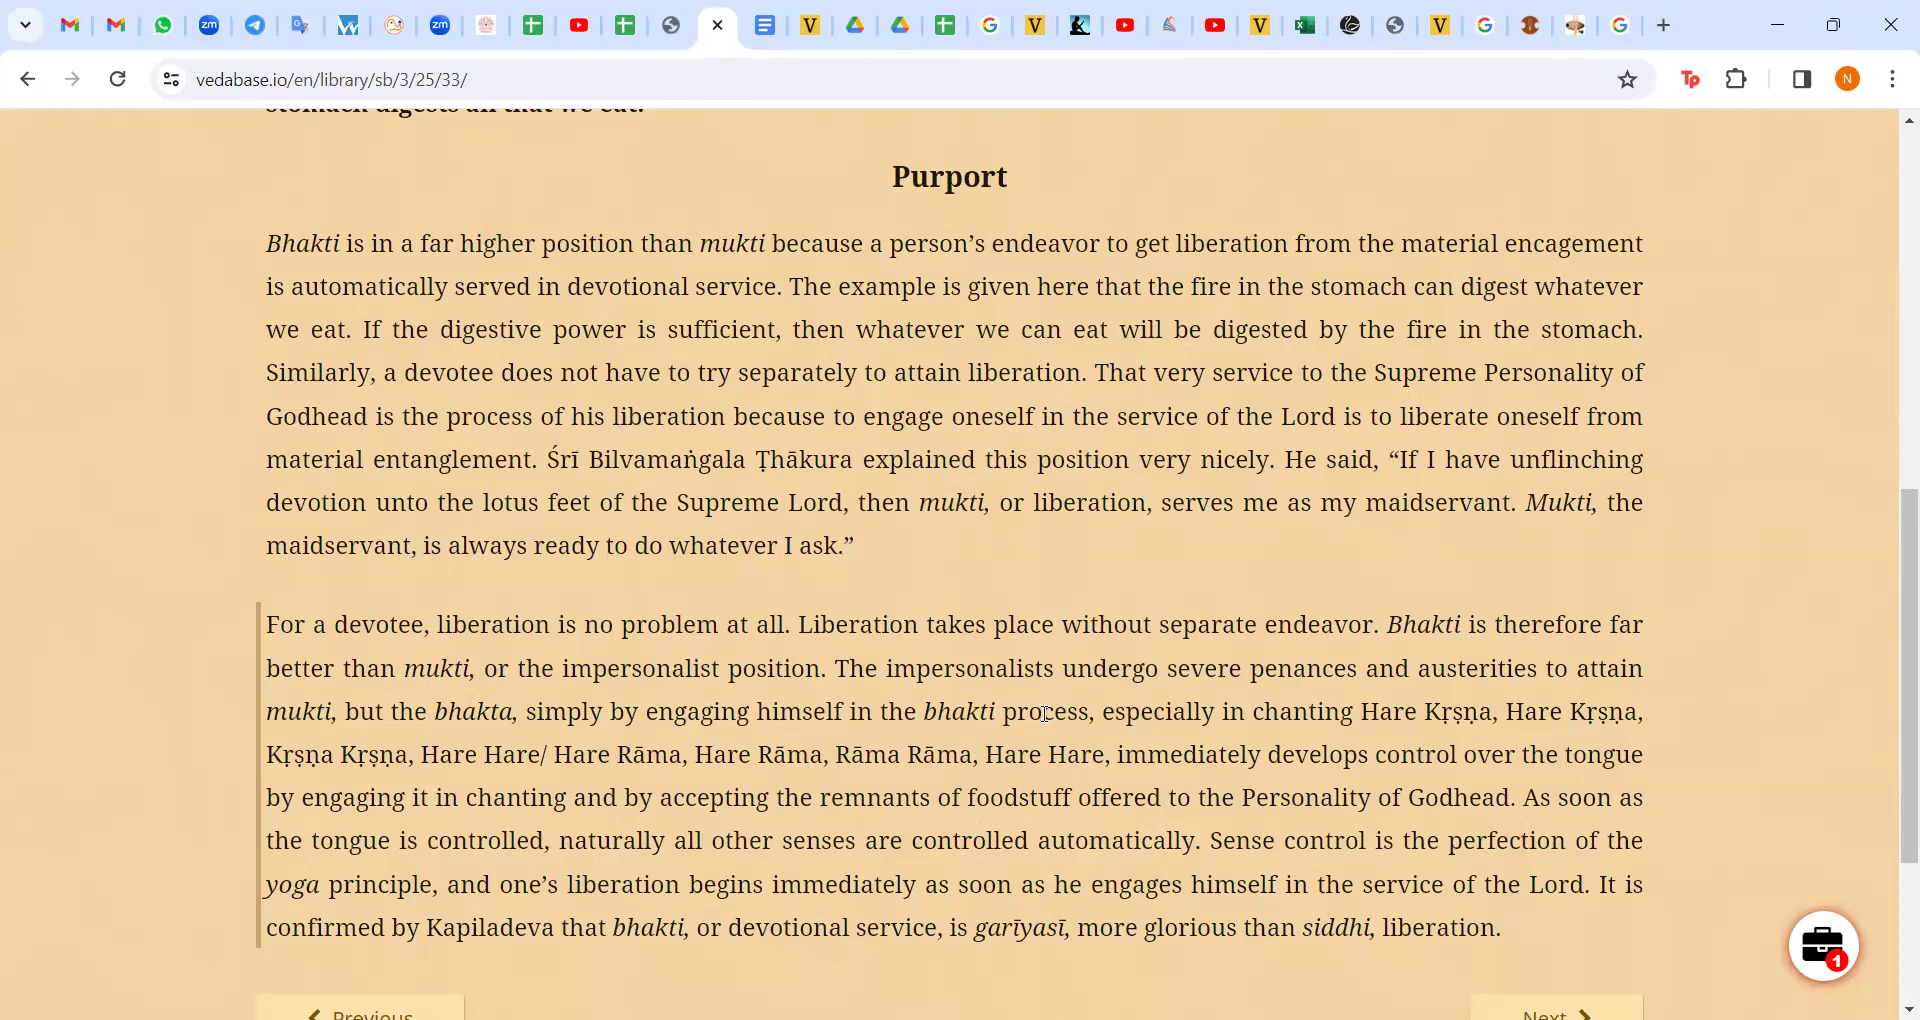 vedabase.io/en/library/sb/3/25/33/
N
stomach digests all that we eat.
Purport
Bhakti is in a far higher position than mukti because a person’s endeavor to get liberation from the material encagement
is automatically served in devotional service. The example is given here that the fire in the stomach can digest whatever
we eat. If the digestive power is sufficient, then whatever we can eat will be digested by the fire in the stomach.
Similarly, a devotee does not have to try separately to attain liberation. That very service to the Supreme Personality of
Godhead is the process of his liberation because to engage oneself in the service of the Lord is to liberate oneself from
material entanglement. Śrī Bilvamaṅgala Ṭhākura explained this position very nicely. He said, “If I have unflinching
devotion unto the lotus feet of the Supreme Lord, then mukti, or liberation, serves me as my maidservant. Mukti, the
maidservant, is always ready to do whatever I ask.”
For a devotee, liberation is no problem at all. Liberation takes place without separate endeavor. Bhakti is therefore far
better than mukti, or the impersonalist position. The impersonalists undergo severe penances and austerities to attain
mukti, but the bhakta, simply by engaging himself in the bhakti process, especially in chanting Hare Kṛṣṇa, Hare Kṛṣṇa,
Kṛṣṇa Kṛṣṇa, Hare Hare/ Hare Rāma, Hare Rāma, Rāma Rāma, Hare Hare, immediately develops control over the tongue
by engaging it in chanting and by accepting the remnants of foodstuff offered to the Personality of Godhead. As soon as
the tongue is controlled, naturally all other senses are controlled automatically. Sense control is the perfection of the
yoga principle, and one’s liberation begins immediately as soon as he engages himself in the service of the Lord. It is
confirmed by Kapiladeva that bhakti, or devotional service, is garīyasī, more glorious than siddhi, liberation.
1
Previous
Next